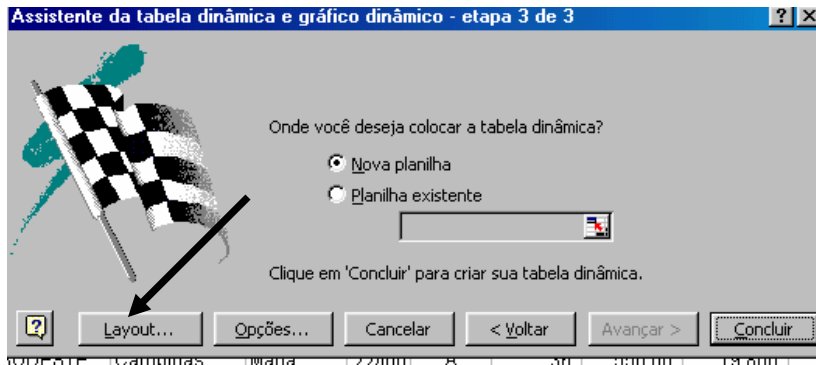 Assistente da tabela dinâmica e gráfico dinâmico - etapa 3 de 3
Onde você deseja colocar a tabela dinâmica?
Nova planilha
Planilha existente
Clique em 'Concluir' para criar sua tabela dinâmica.
Layout... Opções... Cancelar < Voltar Avançar > Concluir